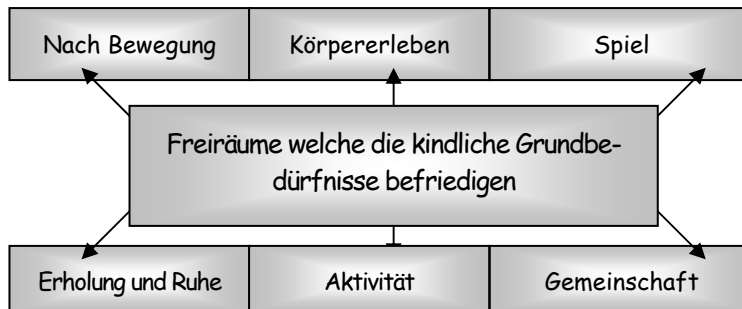 Nach Bewegung
Körpererleben
Spiel
Freiräume welche die kindliche Grundbe-
dürfnisse befriedigen
Erholung und Ruhe
Aktivität
Gemeinschaft